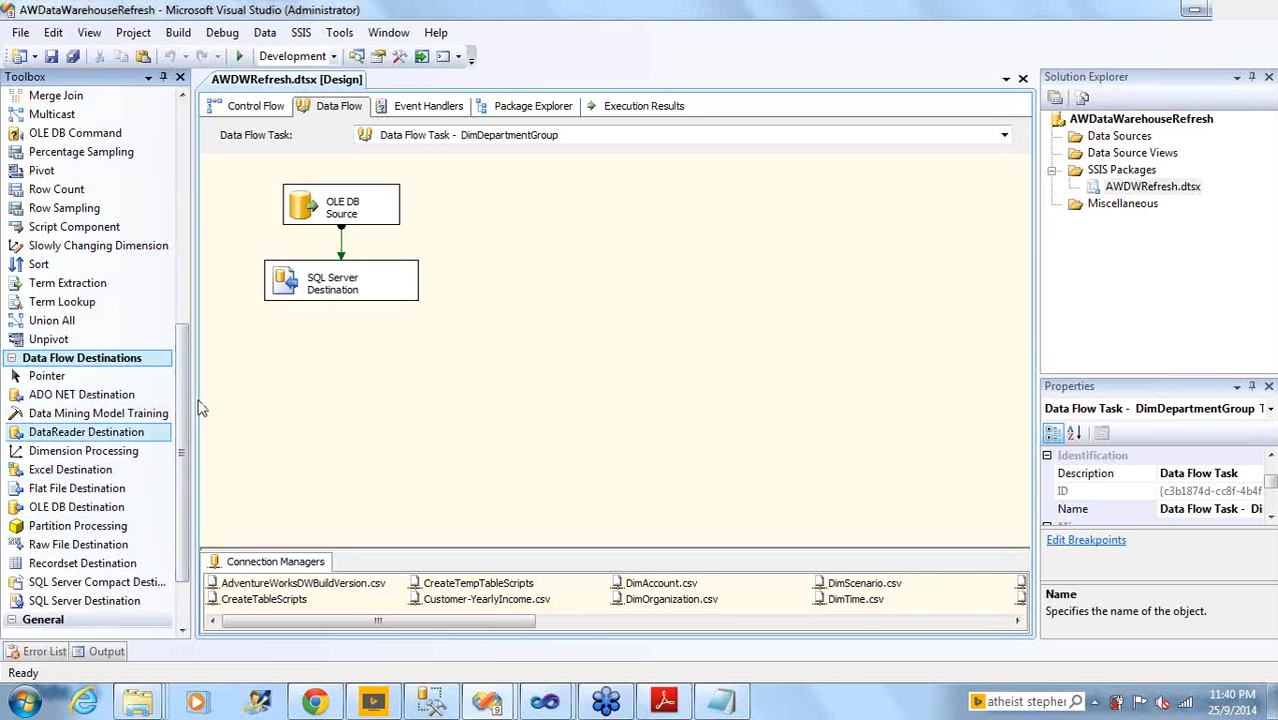 AWDataWarehouseRefresh - Microsoft Visual Studio (Administrator)
File Edit View Project Build Debug Data SSIS Tools Window Help
Development
Toolbox
Merge Join
Multicast
OLE DB Command
Percentage Sampling
Pivot
Row Count
Row Sampling
Script Component
Slowly Changing Dimension
Sort
Term Extraction
Term Lookup
Union All
Unpivot
Data Flow Destinations
Pointer
ADO NET Destination
Data Mining Model Training
DataReader Destination
Dimension Processing
Excel Destination
Flat File Destination
OLE DB Destination
Partition Processing
Raw File Destination
Recordset Destination
SQL Server Compact Desti...
SQL Server Destination
General
Error List Output
Ready
AWDWRefresh.dtsx [Design]
Control Flow Data Flow Event Handlers Package Explorer Execution Results
Data Flow Task: Data Flow Task - DimDepartmentGroup
OLE DB
Source
SQL Server
Destination
Connection Managers
AdventureWorksDWBuildVersion.csv CreateTempTableScripts DimAccount.csv DimScenario.csv
CreateTableScripts Customer-YearlyIncome.csv DimOrganization.csv DimTime.csv
Solution Explorer
AWDataWarehouseRefresh
Data Sources
Data Source Views
SSIS Packages
AWDWRefresh.dtsx
Miscellaneous
Properties
Data Flow Task - DimDepartmentGroup T
Identification
Description Data Flow Task
ID {c3b1874d-cc8f-4b4f
Name Data Flow Task - Di
Edit Breakpoints
Name
Specifies the name of the object.
atheist stepher
11:40 PM
25/9/2014